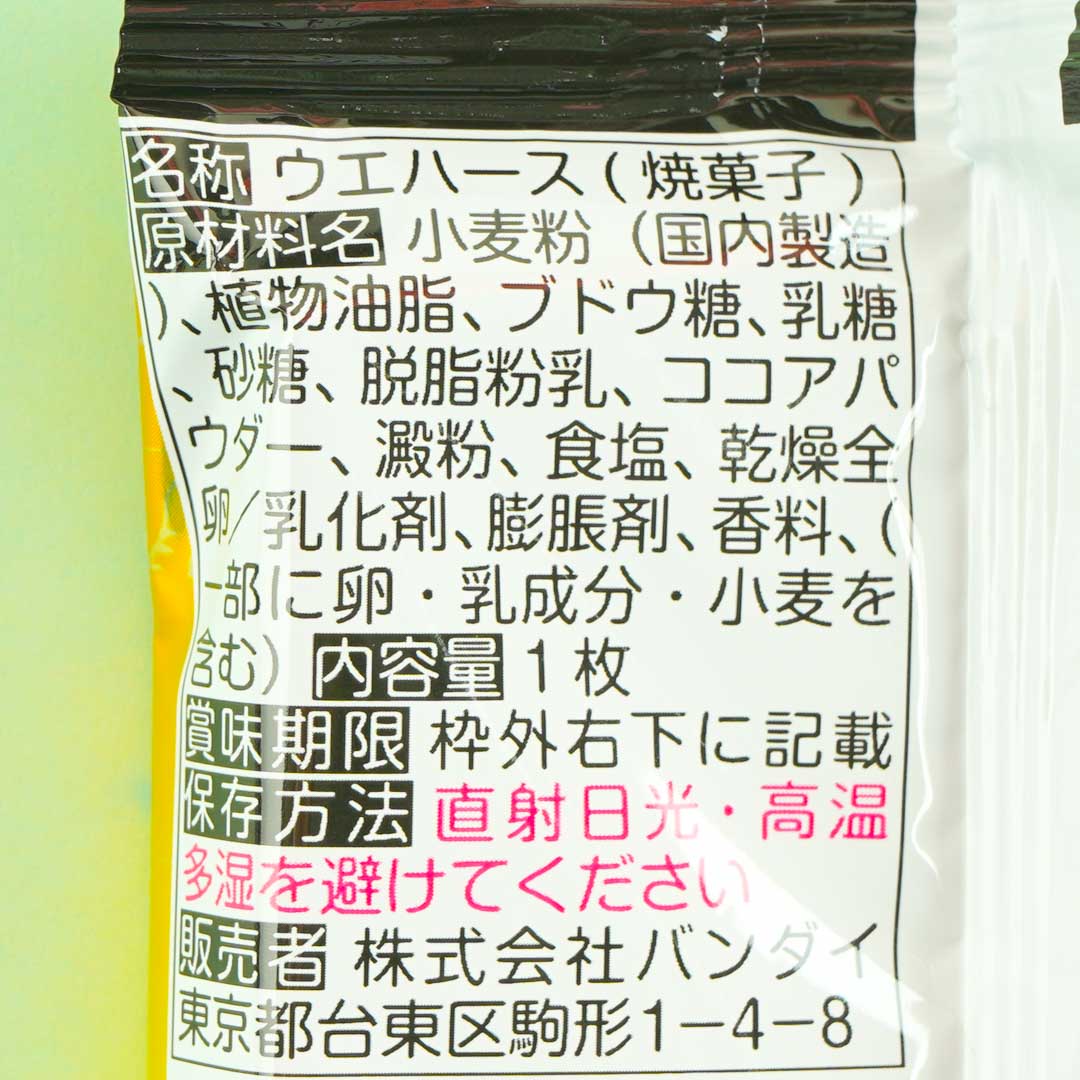 名称 ウエハース(焼菓子)
原材料名 小麦粉(国内製造
)、植物油脂、ブドウ糖、乳糖
、砂糖、脱脂粉乳、ココアパ
ウダー、澱粉、食塩、乾燥全
卵/乳化剤、膨脹剤、香料、(
一部に卵・乳成分・小麦を
含む) 内容量 1枚
賞味期限 枠外右下に記載
保存方法 直射日光・高温
多湿を避けてください
販売者 株式会社バンダイ
東京都台東区駒形1-4-8